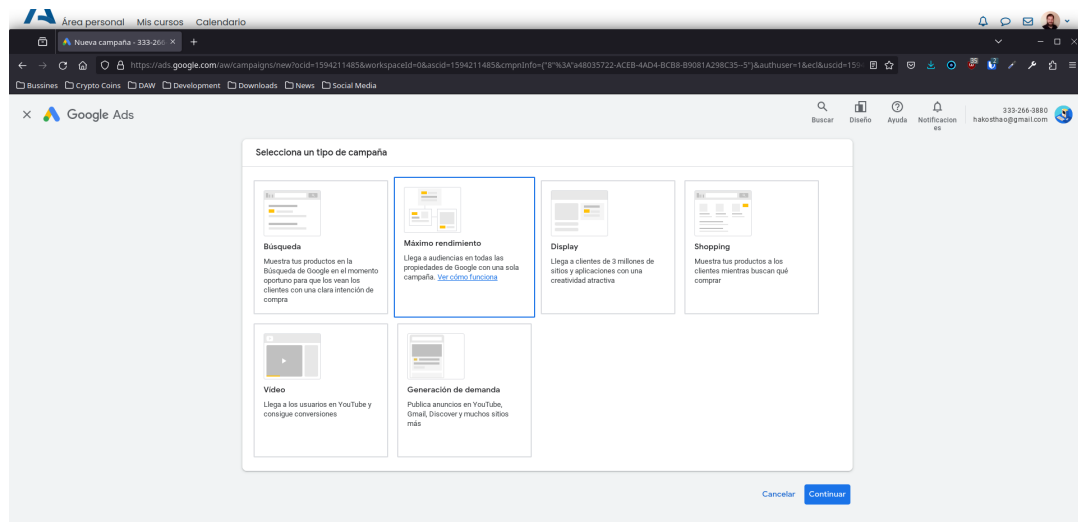 Área personal Mis cursos Calendario
Nueva campaña - 333-266
https://ads.google.com/aw/campaigns/new?ocid=1594211485&workspaceId=0&ascid=1594211485&cmpnInfo={"8"%3A"a48035722-ACEB-4AD4-BCB8-B9081A298C35--5"}&authuser=1&ecl&uscid=159
Bussines Crypto Coins DAW Development Downloads News Social Media
Google Ads
Buscar Diseño Ayuda Notificacion
es
333-266-3880
hakosthao@gmail.com
Selecciona un tipo de campaña
Búsqueda
Muestra tus productos en la
Búsqueda de Google en el momento
oportuno para que los vean los
clientes con una clara intención de
compra
Máximo rendimiento
Llega a audiencias en todas las
propiedades de Google con una sola
campaña. Ver cómo funciona
Display
Llega a clientes de 3 millones de
sitios y aplicaciones con una
creatividad atractiva
Shopping
Muestra tus productos a los
clientes mientras buscan qué
comprar
Vídeo
Llega a los usuarios en YouTube y
consigue conversiones
Generación de demanda
Publica anuncios en YouTube,
Gmail, Discover y muchos sitios
más
Cancelar Continuar